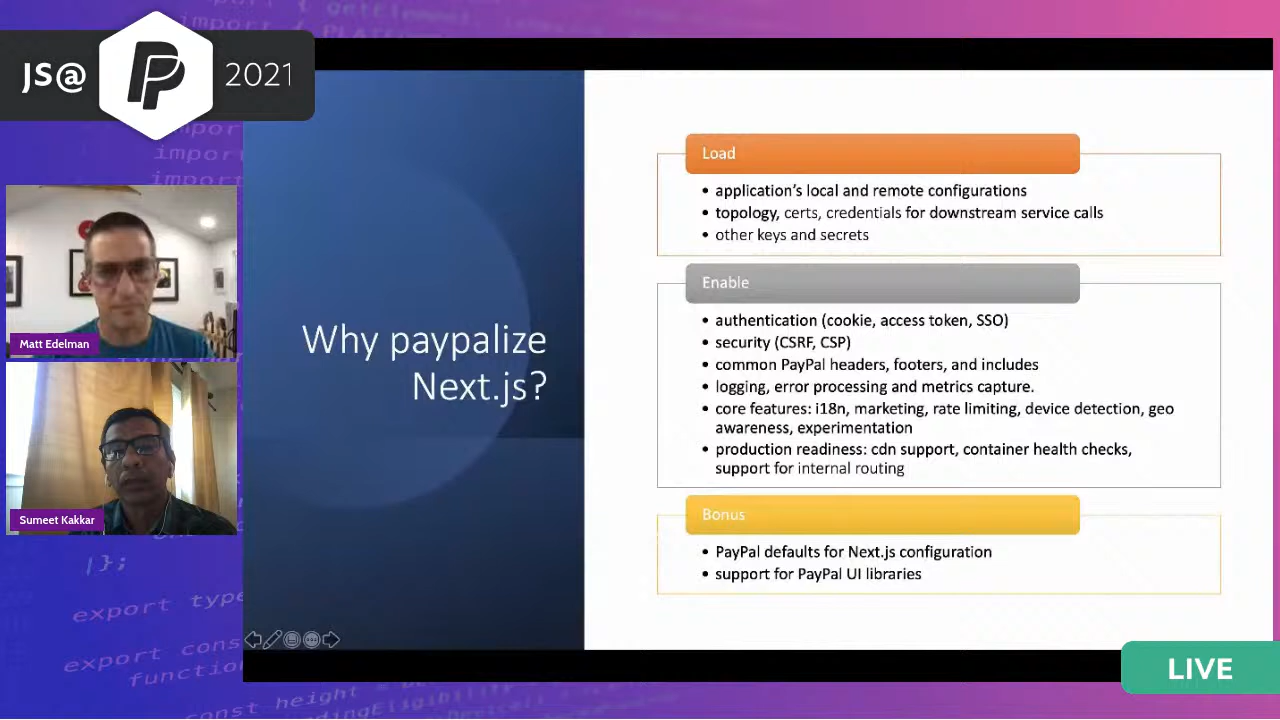 JS@ 2021
Matt Edelman
Sumeet Kakkar
Why paypalize
Next.js?
Load
• application's local and remote configurations
• topology, certs, credentials for downstream service calls
• other keys and secrets
Enable
• authentication (cookie, access token, SSO)
• security (CSRF, CSP)
• common PayPal headers, footers, and includes
• logging, error processing and metrics capture.
• core features: i18n, marketing, rate limiting, device detection, geo
awareness, experimentation
• production readiness: cdn support, container health checks,
support for internal routing
Bonus
• PayPal defaults for Next.js configuration
• support for PayPal UI libraries
LIVE
import
import
import
|};
export type
export cons
function
const height =